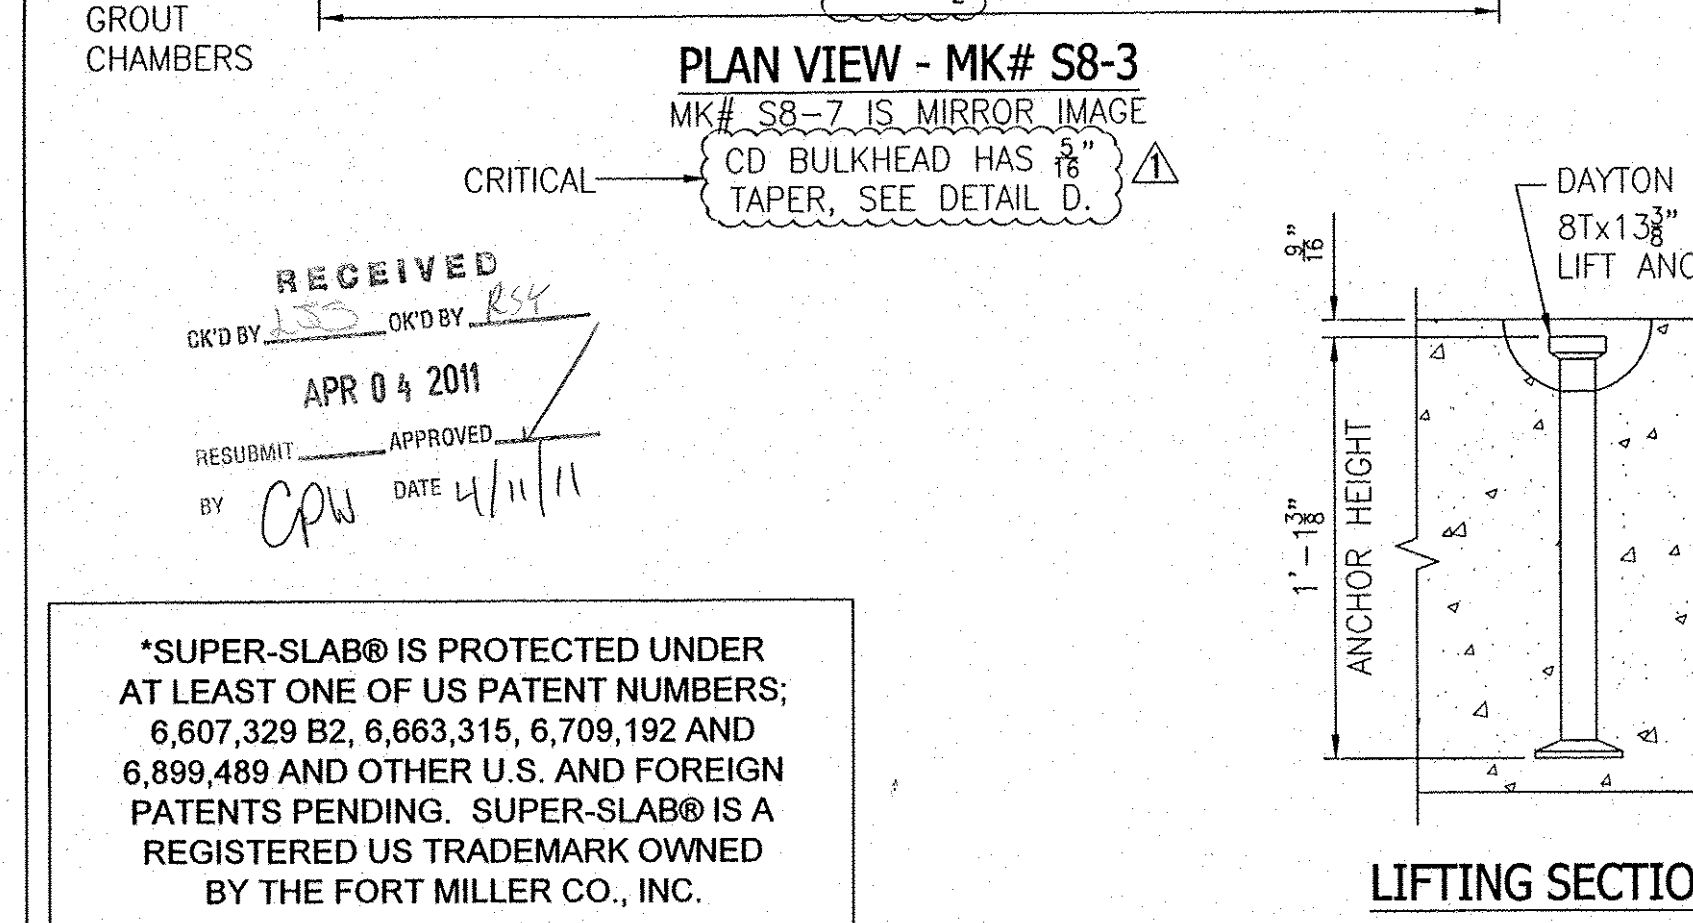 GROUT
CHAMBERS
PLAN VIEW - MK# S8-3
MK# S8-7 IS MIRROR IMAGE
CRITICAL
CD BULKHEAD HAS 5/16"
TAPER, SEE DETAIL D.
1
RECEIVED
CK'D BY LJS OK'D BY RSY
APR 04 2011
RESUBMIT APPROVED
BY CPW DATE 4/11/11
*SUPER-SLAB® IS PROTECTED UNDER
AT LEAST ONE OF US PATENT NUMBERS;
6,607,329 B2, 6,663,315, 6,709,192 AND
6,899,489 AND OTHER U.S. AND FOREIGN
PATENTS PENDING. SUPER-SLAB® IS A
REGISTERED US TRADEMARK OWNED
BY THE FORT MILLER CO., INC.
DAYTON
8Tx13 3/8"
LIFT ANC
9/16"
1'-1 3/8"
ANCHOR HEIGHT
LIFTING SECTIO